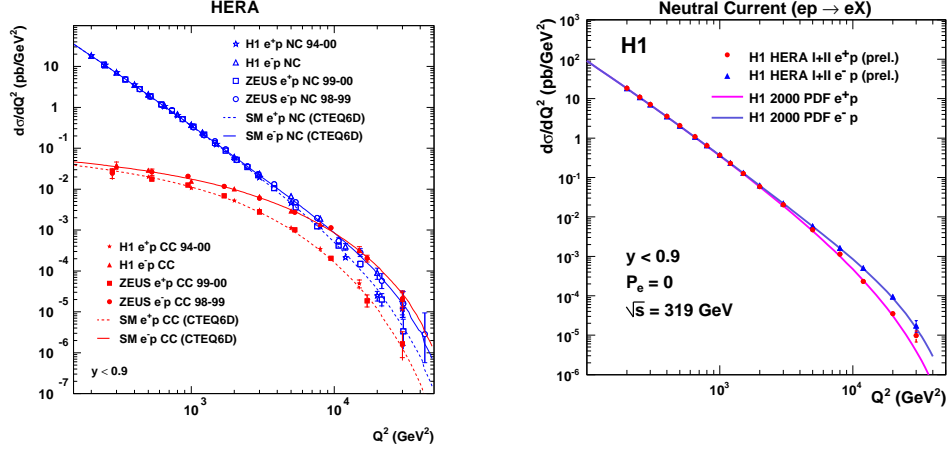 HERA
dσ/dQ² (pb/GeV²)
10
1
10⁻¹
10⁻²
10⁻³
10⁻⁴
10⁻⁵
10⁻⁶
10⁻⁷
H1 e⁺p NC 94-00
H1 e⁻p NC
ZEUS e⁺p NC 99-00
ZEUS e⁻p NC 98-99
SM e⁺p NC (CTEQ6D)
SM e⁻p NC (CTEQ6D)
H1 e⁺p CC 94-00
H1 e⁻p CC
ZEUS e⁺p CC 99-00
ZEUS e⁻p CC 98-99
SM e⁺p CC (CTEQ6D)
SM e⁻p CC (CTEQ6D)
y < 0.9
10³ 10⁴
Q² (GeV²)
Neutral Current (ep → eX)
dσ/dQ² (pb/GeV²)
10³
10²
10
1
10⁻¹
10⁻²
10⁻³
10⁻⁴
10⁻⁵
10⁻⁶
H1
H1 HERA I+II e⁺p (prel.)
H1 HERA I+II e⁻p (prel.)
H1 2000 PDF e⁺p
H1 2000 PDF e⁻ p
y < 0.9
Pₑ = 0
√s = 319 GeV
10³ 10⁴
Q² (GeV²)